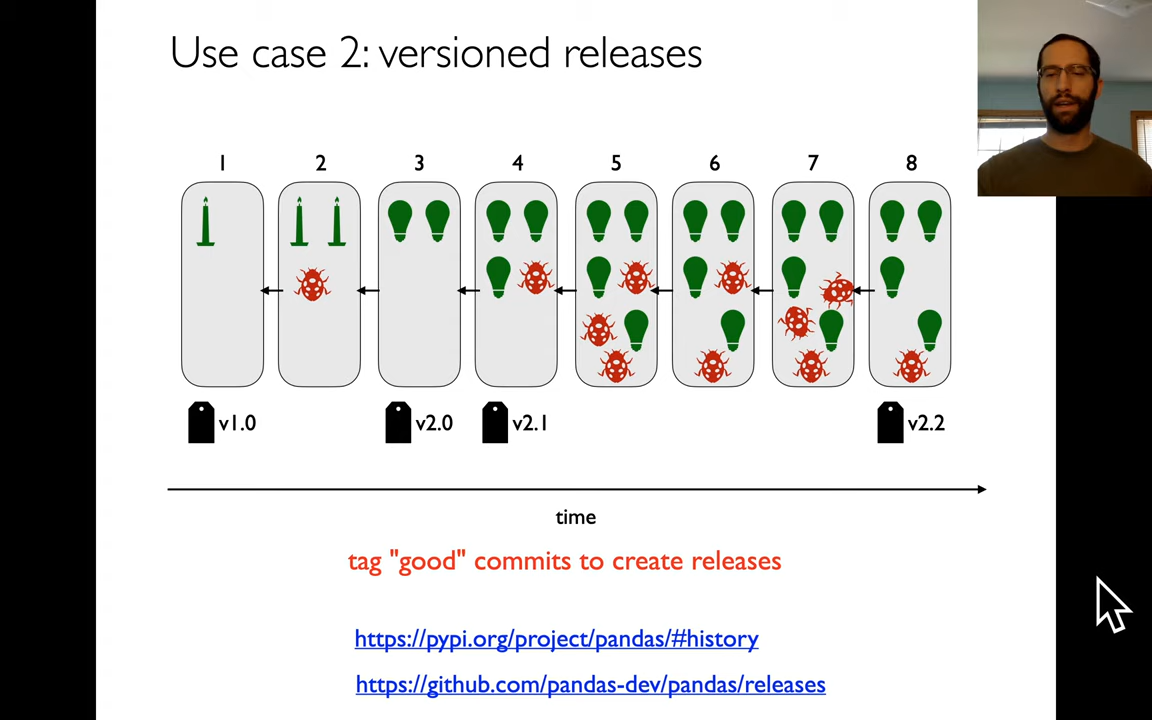 Use case 2: versioned releases
1 2 3 4 5 6 7 8
v1.0 v2.0 v2.1 v2.2
time
tag "good" commits to create releases
https://pypi.org/project/pandas/#history
https://github.com/pandas-dev/pandas/releases